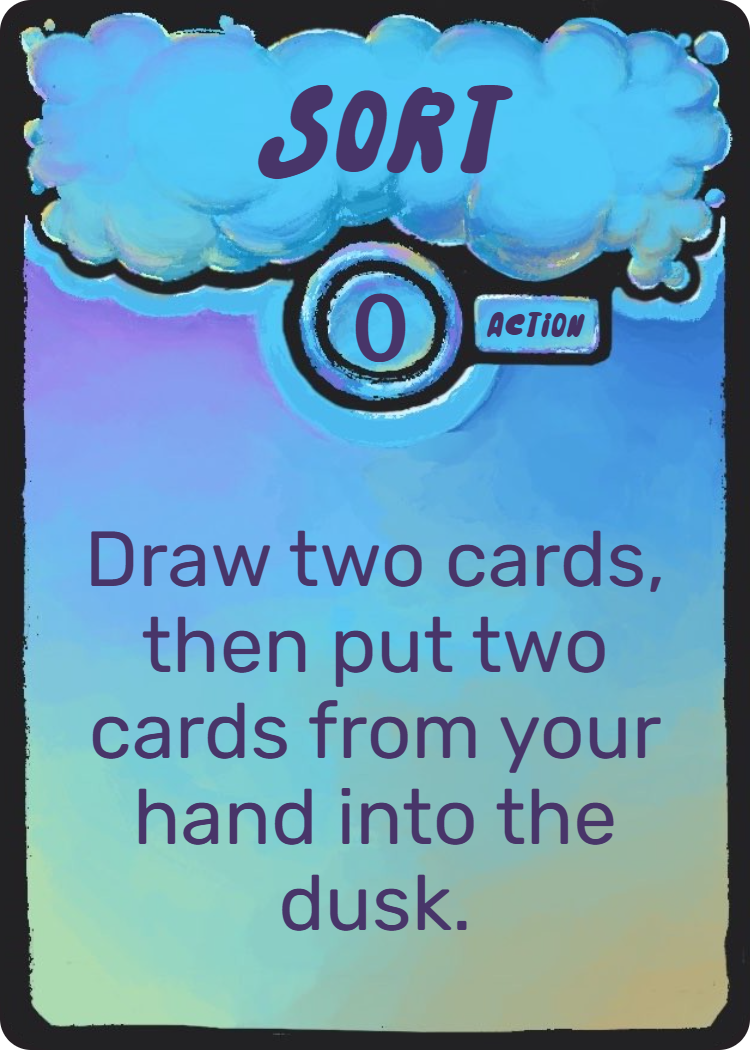 SORT
0
ACTION
Draw two cards,
then put two
cards from your
hand into the
dusk.